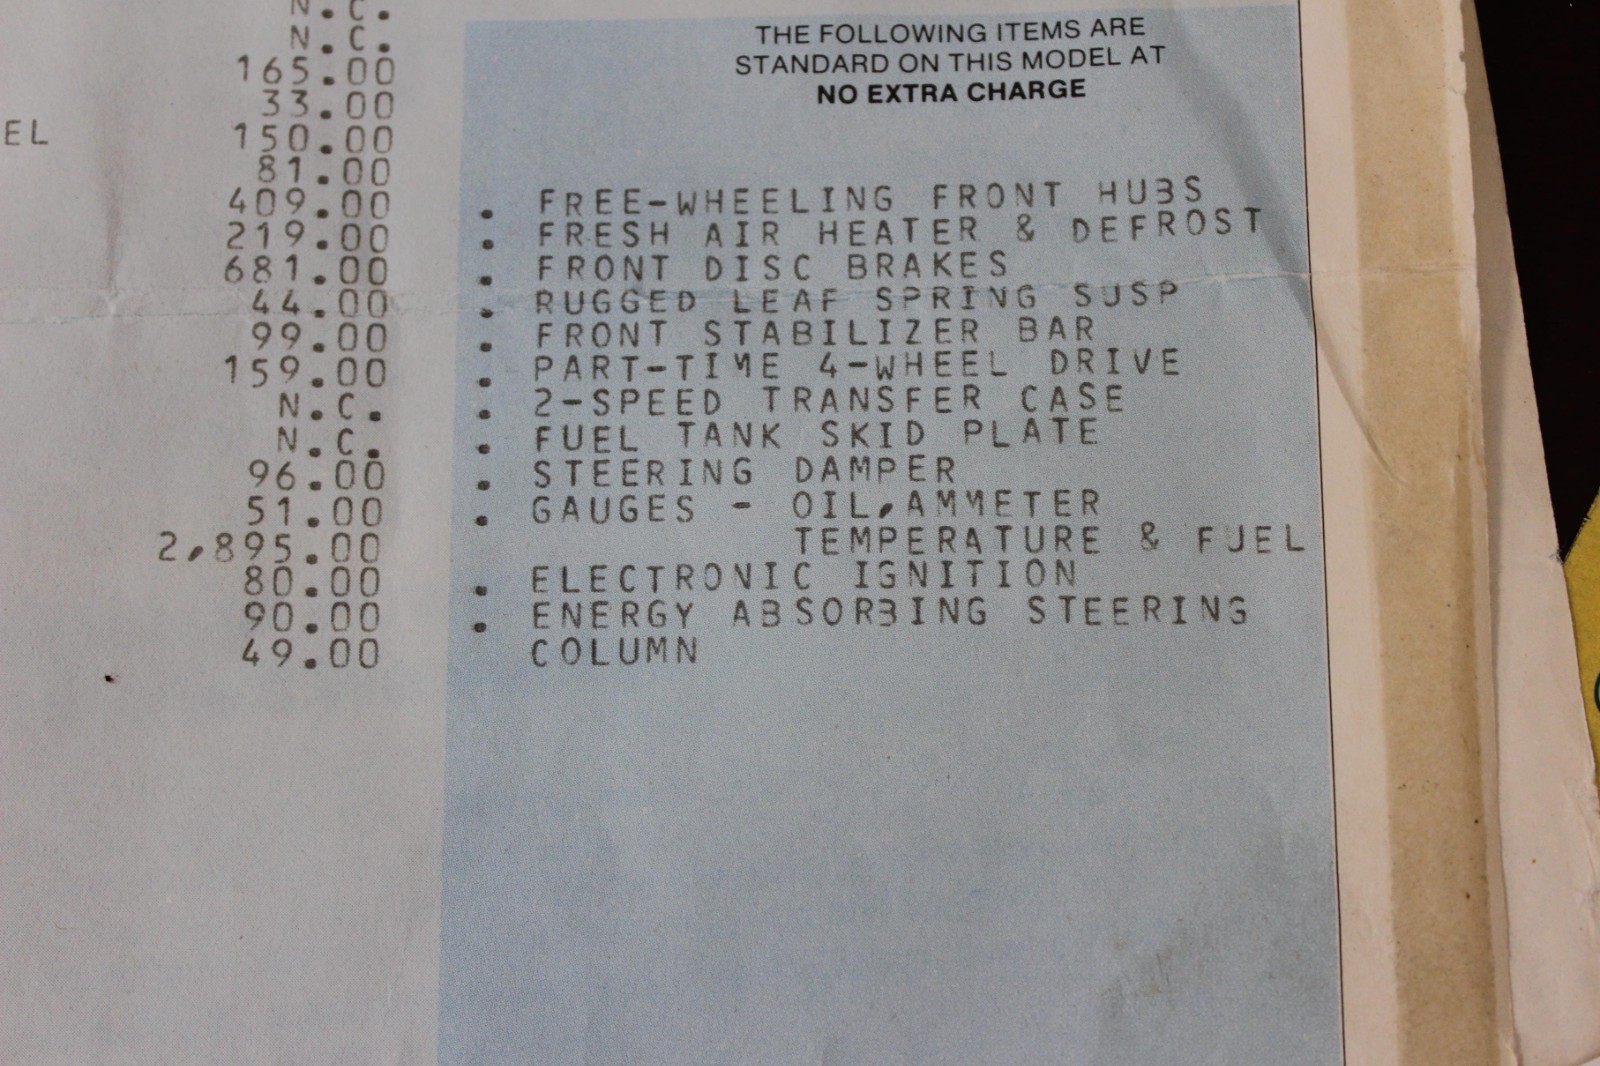 N.C.
N.C.
165.00
33.00
EL 150.00
81.00
409.00
219.00
681.00
44.00
99.00
159.00
N.C.
N.C.
96.00
51.00
2,895.00
80.00
90.00
49.00
THE FOLLOWING ITEMS ARE
STANDARD ON THIS MODEL AT
NO EXTRA CHARGE
. FREE-WHEELING FRONT HUBS
. FRESH AIR HEATER & DEFROST
. FRONT DISC BRAKES
. RUGGED LEAF SPRING SUSP
. FRONT STABILIZER BAR
. PART-TIME 4-WHEEL DRIVE
. 2-SPEED TRANSFER CASE
. FUEL TANK SKID PLATE
. STEERING DAMPER
. GAUGES - OIL,AMMETER
TEMPERATURE & FUEL
. ELECTRONIC IGNITION
. ENERGY ABSORBING STEERING
COLUMN